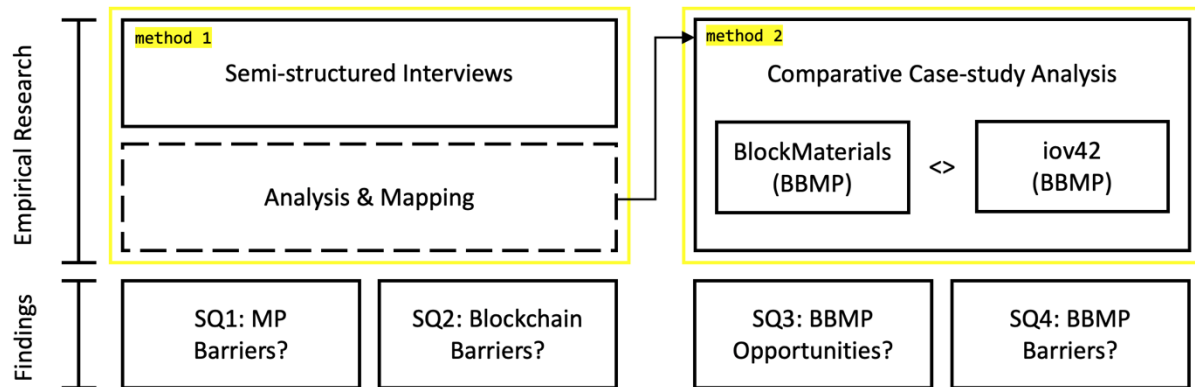 Empirical Research
method 1
Semi-structured Interviews
Analysis & Mapping
method 2
Comparative Case-study Analysis
BlockMaterials
(BBMP)
<>
iov42
(BBMP)
Findings
SQ1: MP
Barriers?
SQ2: Blockchain
Barriers?
SQ3: BBMP
Opportunities?
SQ4: BBMP
Barriers?